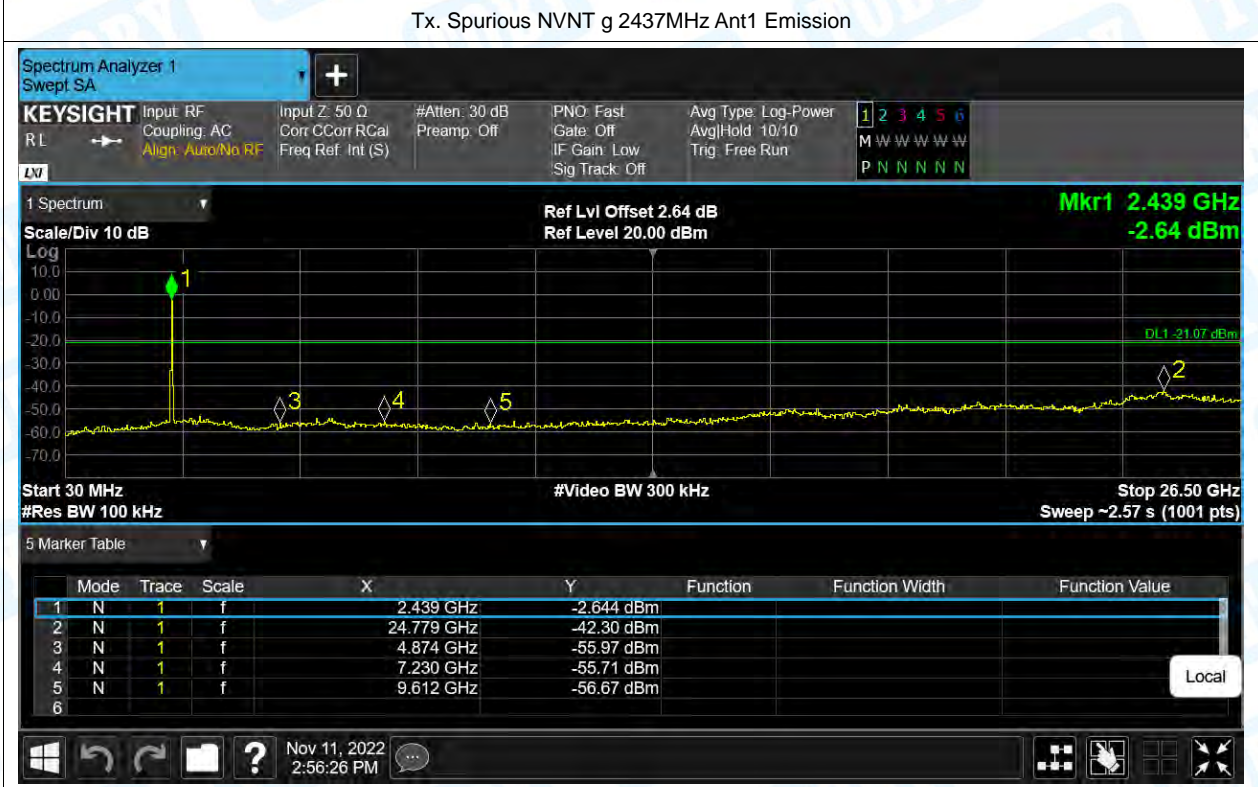 Tx. Spurious NVNT g 2437MHz Ant1 Emission
Spectrum Analyzer 1
Swept SA
+
KEYSIGHT Input: RF Input Z: 50 Ω #Atten: 30 dB PNO: Fast Avg Type: Log-Power 1 2 3 4 5 6
RL Coupling: AC Corr CCorr RCal Preamp: Off Gate: Off Avg|Hold: 10/10 M W W W W W
Align: Auto/No RF Freq Ref: Int (S) IF Gain: Low Trig: Free Run P N N N N N
LXI Sig Track: Off
1 Spectrum Ref Lvl Offset 2.64 dB Mkr1 2.439 GHz
Scale/Div 10 dB Ref Level 20.00 dBm -2.64 dBm
Log
10.0
1
0.00
-10.0
-20.0 DL1 -21.07 dBm
-30.0
-40.0 2
-50.0 3 4 5
-60.0
-70.0
Start 30 MHz #Video BW 300 kHz Stop 26.50 GHz
#Res BW 100 kHz Sweep ~2.57 s (1001 pts)
5 Marker Table
Mode Trace Scale X Y Function Function Width Function Value
1 N 1 f 2.439 GHz -2.644 dBm
2 N 1 f 24.779 GHz -42.30 dBm
3 N 1 f 4.874 GHz -55.97 dBm
4 N 1 f 7.230 GHz -55.71 dBm
5 N 1 f 9.612 GHz -56.67 dBm
6
Local
? Nov 11, 2022
2:56:26 PM